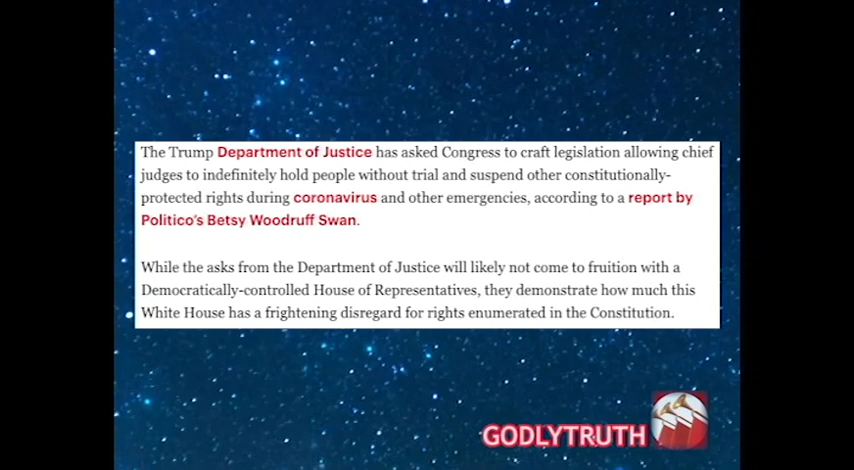 The Trump Department of Justice has asked Congress to craft legislation allowing chief
judges to indefinitely hold people without trial and suspend other constitutionally-
protected rights during coronavirus and other emergencies, according to a report by
Politico's Betsy Woodruff Swan.
While the asks from the Department of Justice will likely not come to fruition with a
Democratically-controlled House of Representatives, they demonstrate how much this
White House has a frightening disregard for rights enumerated in the Constitution.
GODLYTRUTH